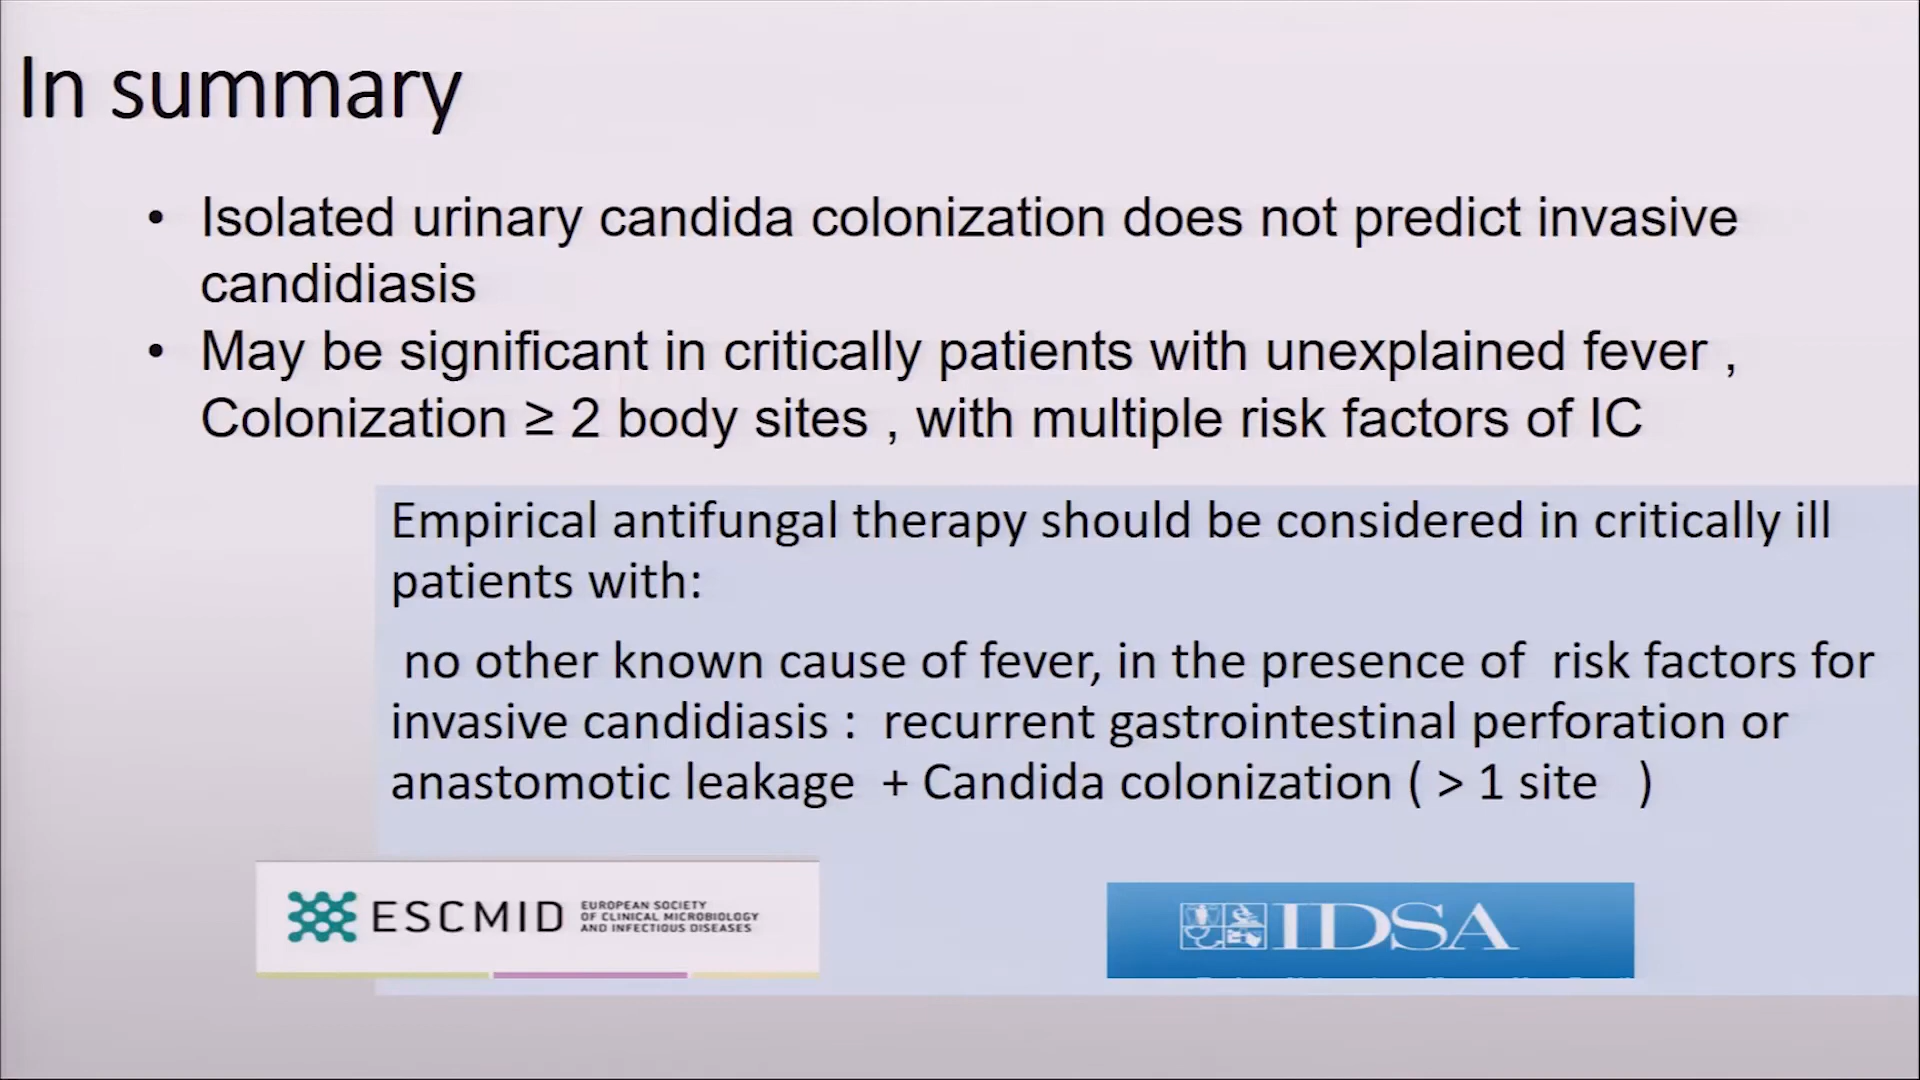 In summary
• Isolated urinary candida colonization does not predict invasive
candidiasis
• May be significant in critically patients with unexplained fever ,
Colonization ≥ 2 body sites , with multiple risk factors of IC
Empirical antifungal therapy should be considered in critically ill
patients with:
no other known cause of fever, in the presence of risk factors for
invasive candidiasis : recurrent gastrointestinal perforation or
anastomotic leakage + Candida colonization ( > 1 site )
ESCMID
EUROPEAN SOCIETY
OF CLINICAL MICROBIOLOGY
AND INFECTIOUS DISEASES
IDSA